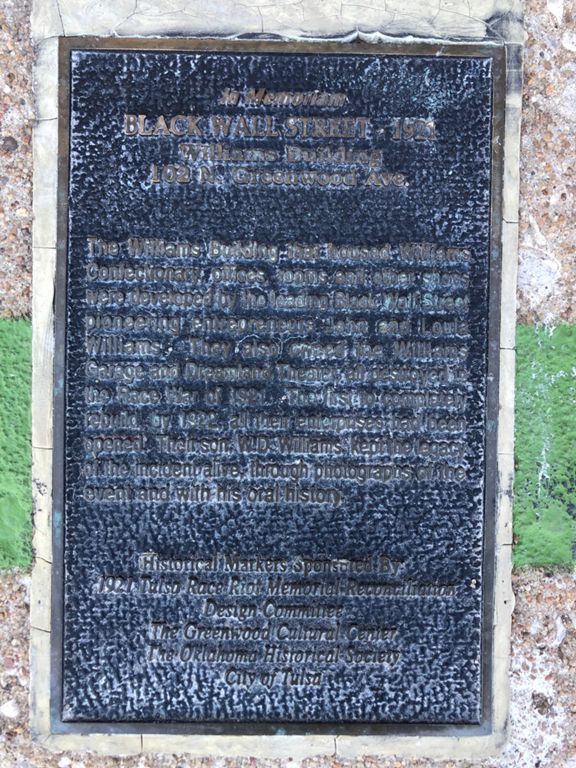 In Memoriam
BLACK WALL STREET - 1921
Williams Building
102 N. Greenwood Ave.
The Williams Building that housed Williams
Confectionary, offices, rooms and other
were developed by the leading Black Wall Street
pioneering entrepreneurs John and Loula
Williams. They also owned the Williams
Garage and Dreamland Theater, all destroyed in
the Race War of 1921. The first to completely
rebuild, by 1922, all their enterprises had been
opened. Their son, W.D. Williams, kept the legacy
of the incident alive, through photographs of the
event and with his oral history.
Historical Markers Sponsored By
1921 Tulsa Race Riot Memorial Reconciliation
Design Committee
The Greenwood Cultural Center
The Oklahoma Historical Society
City of Tulsa